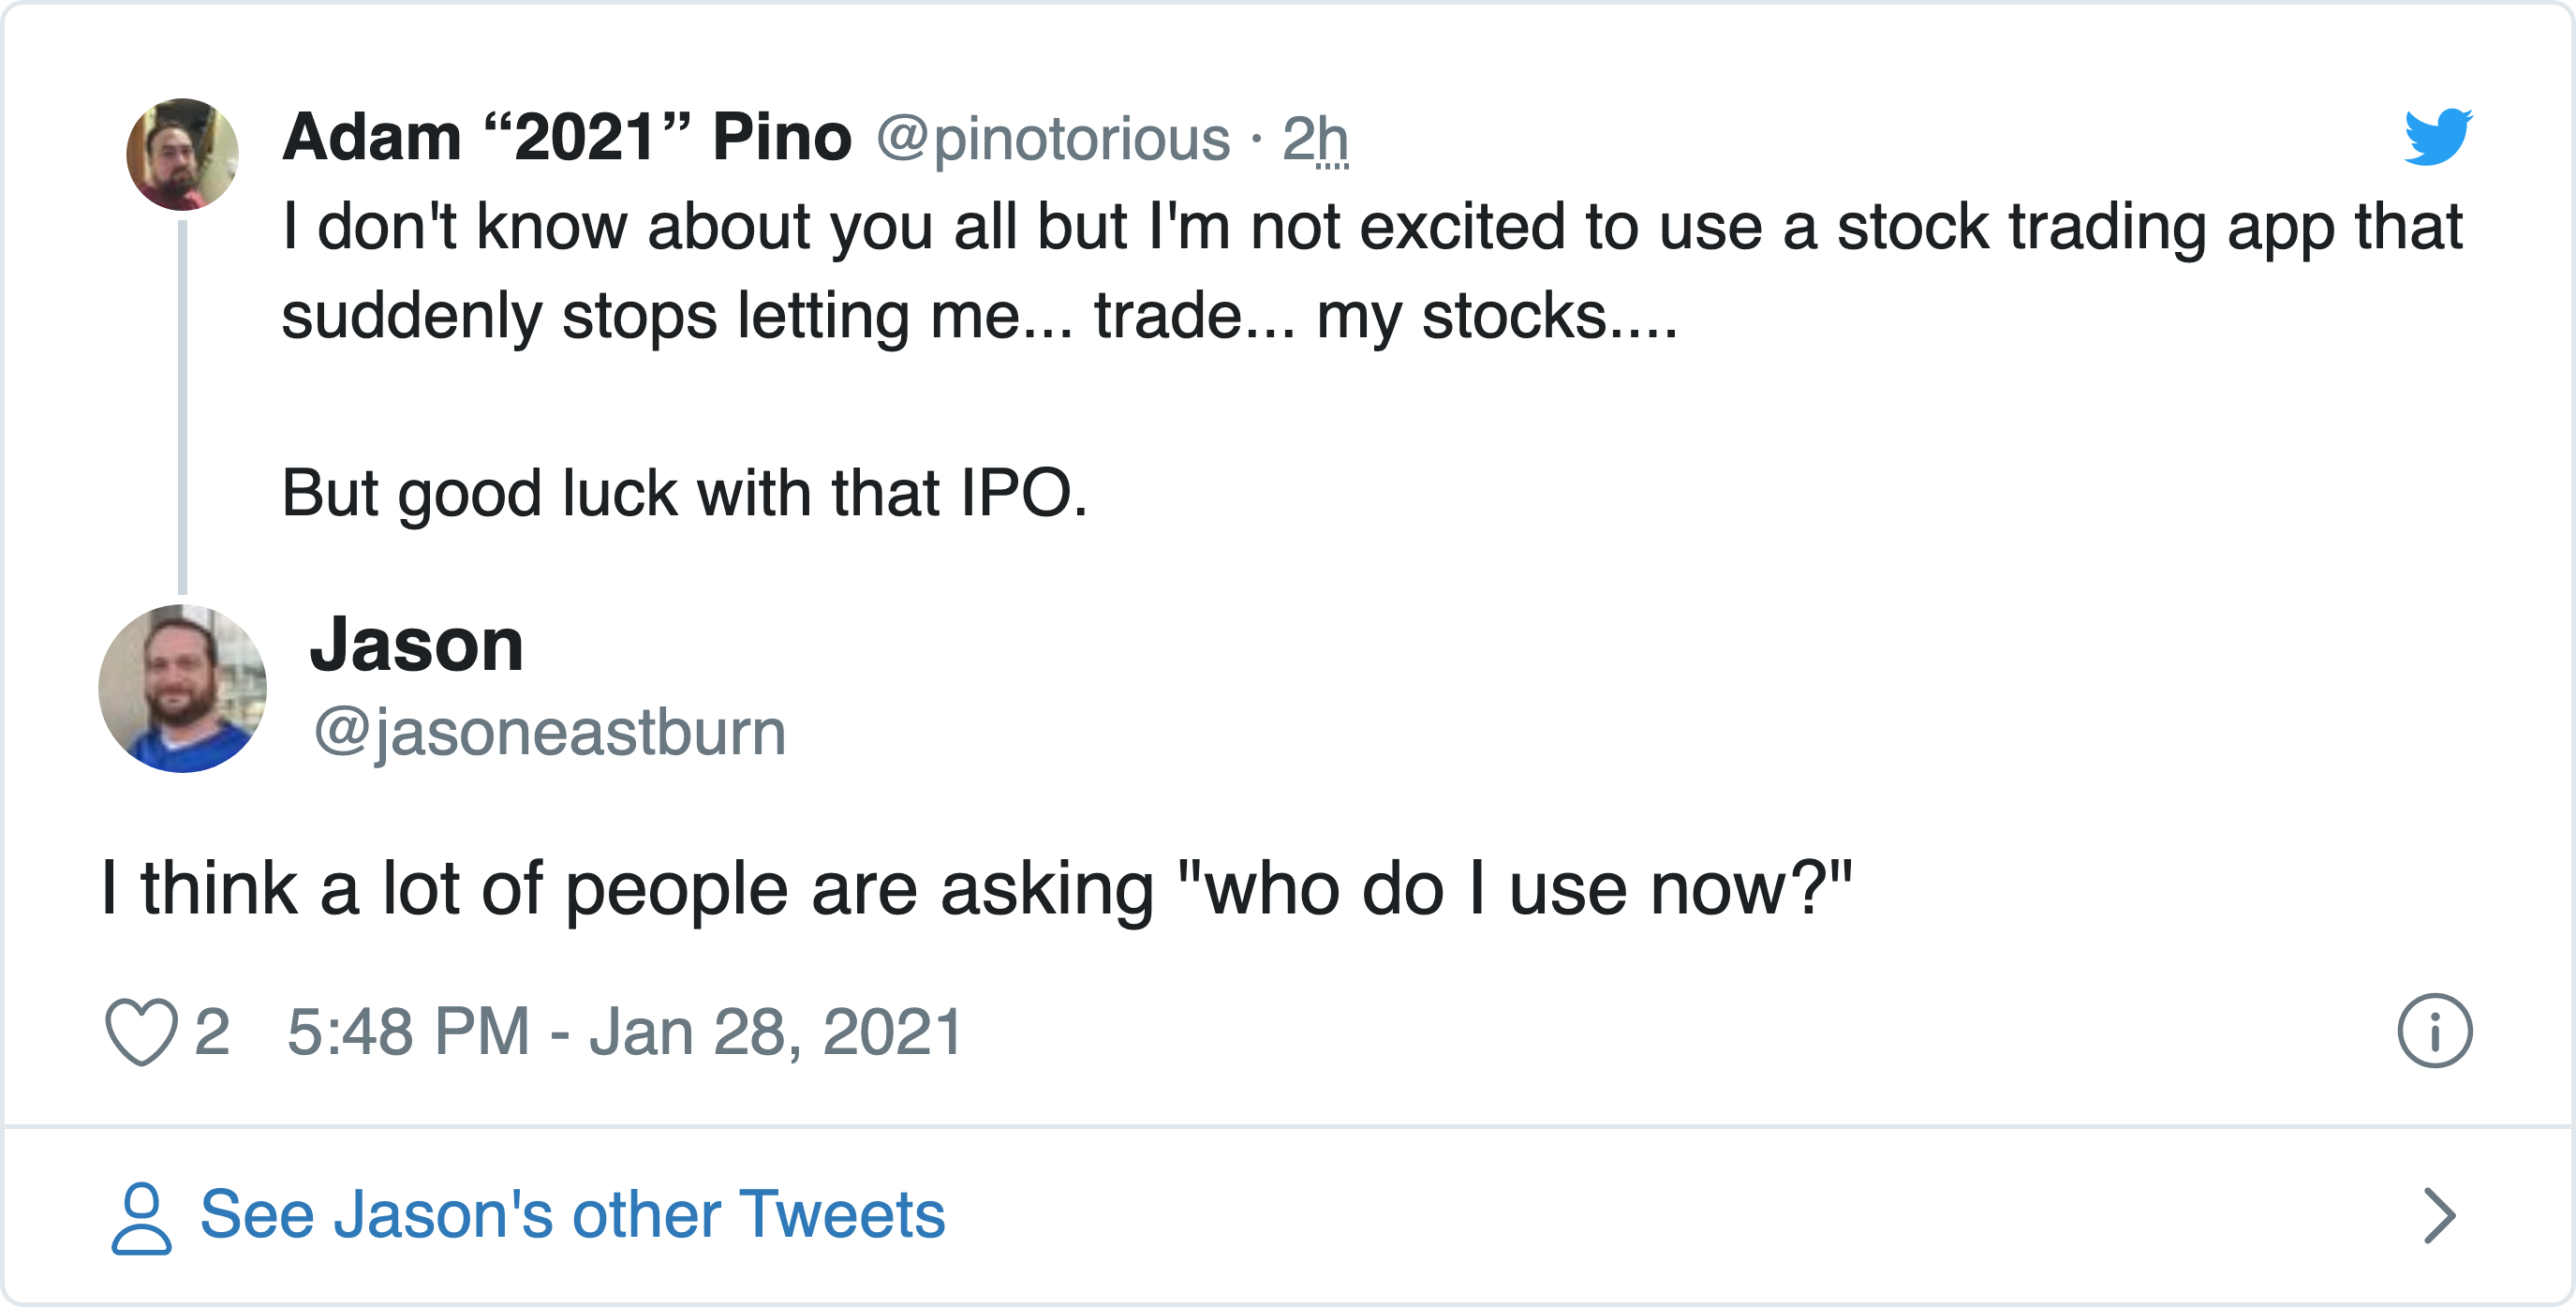 Adam “2021” Pino @pinotorious · 2h
I don't know about you all but I'm not excited to use a stock trading app that
suddenly stops letting me... trade... my stocks....
But good luck with that IPO.
Jason
@jasoneastburn
I think a lot of people are asking "who do I use now?"
2 5:48 PM - Jan 28, 2021
See Jason's other Tweets